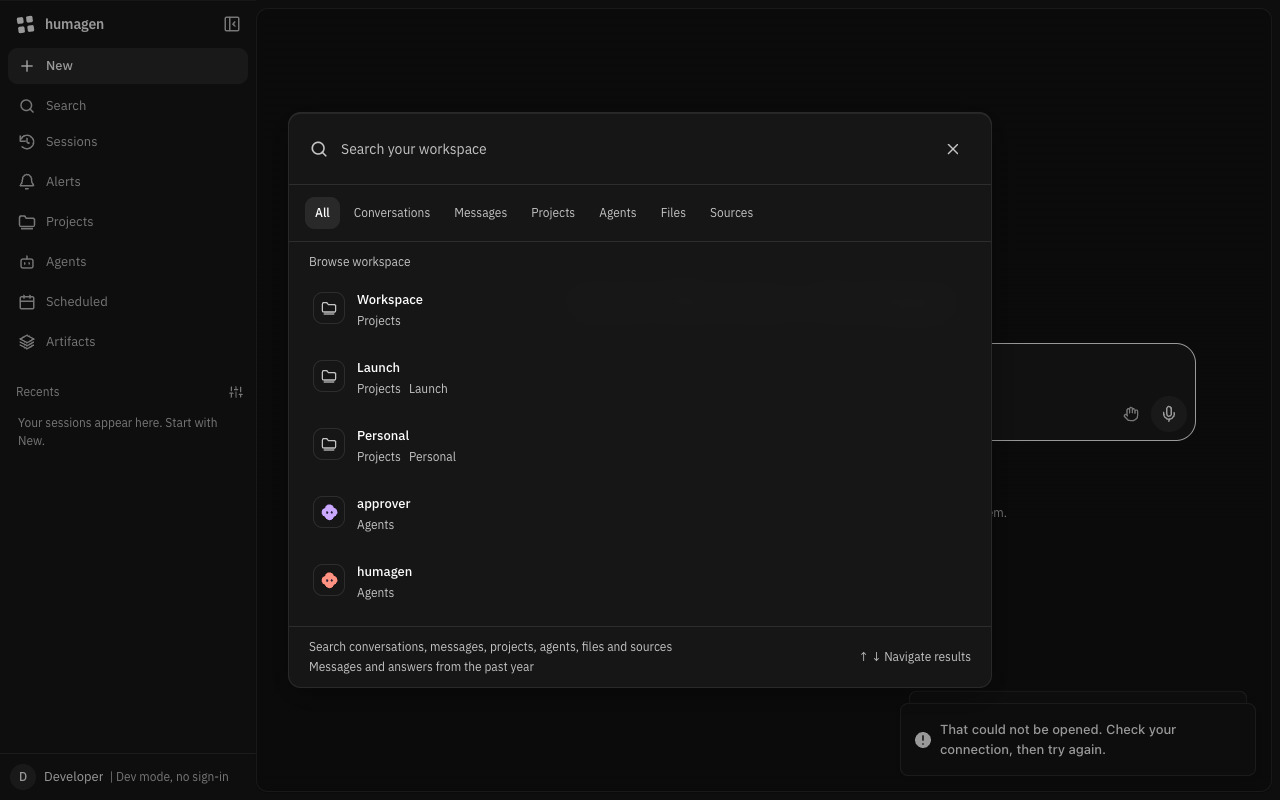 humagen
New
Search
Sessions
Alerts
Projects
Agents
Scheduled
Artifacts
Recents
Your sessions appear here. Start with
New.
D Developer | Dev mode, no sign-in
Search your workspace
All Conversations Messages Projects Agents Files Sources
Browse workspace
Workspace
Projects
Launch
Projects Launch
Personal
Projects Personal
approver
Agents
humagen
Agents
Search conversations, messages, projects, agents, files and sources
Messages and answers from the past year
↑ ↓ Navigate results
em.
That could not be opened. Check your
connection, then try again.